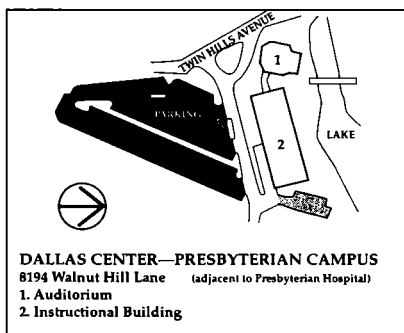 TWIN HILLS AVENUE
1
PARKING
LAKE
2
DALLAS CENTER—PRESBYTERIAN CAMPUS
8194 Walnut Hill Lane (adjacent to Presbyterian Hospital)
1. Auditorium
2. Instructional Building